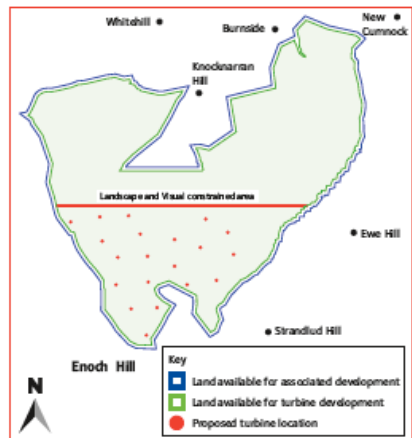 Whitehill
Burnside
New
Cumnock
Knocknarran
Hill
Landscape and Visual constrained area
Ewe Hill
Strandlud Hill
Enoch Hill
N
Key
Land available for associated development
Land available for turbine development
Proposed turbine location